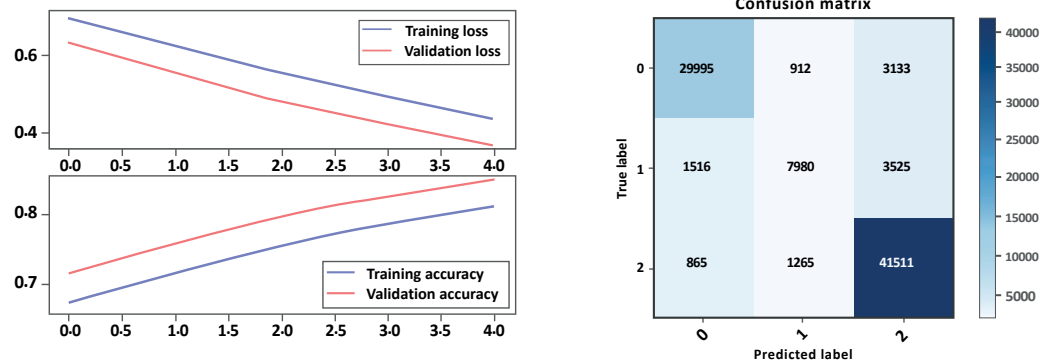 Training loss
Validation loss
0.6
0.4
0·0 0·5 1·0 1·5 2·0 2·5 3·0 3·5 4·0
0.8
0.7
Training accuracy
Validation accuracy
0·0 0·5 1·0 1·5 2·0 2·5 3·0 3·5 4·0
Confusion matrix
True label
0
29995 912 3133
1
1516 7980 3525
2
865 1265 41511
0 1 2
Predicted label
40000
35000
30000
25000
20000
15000
10000
5000